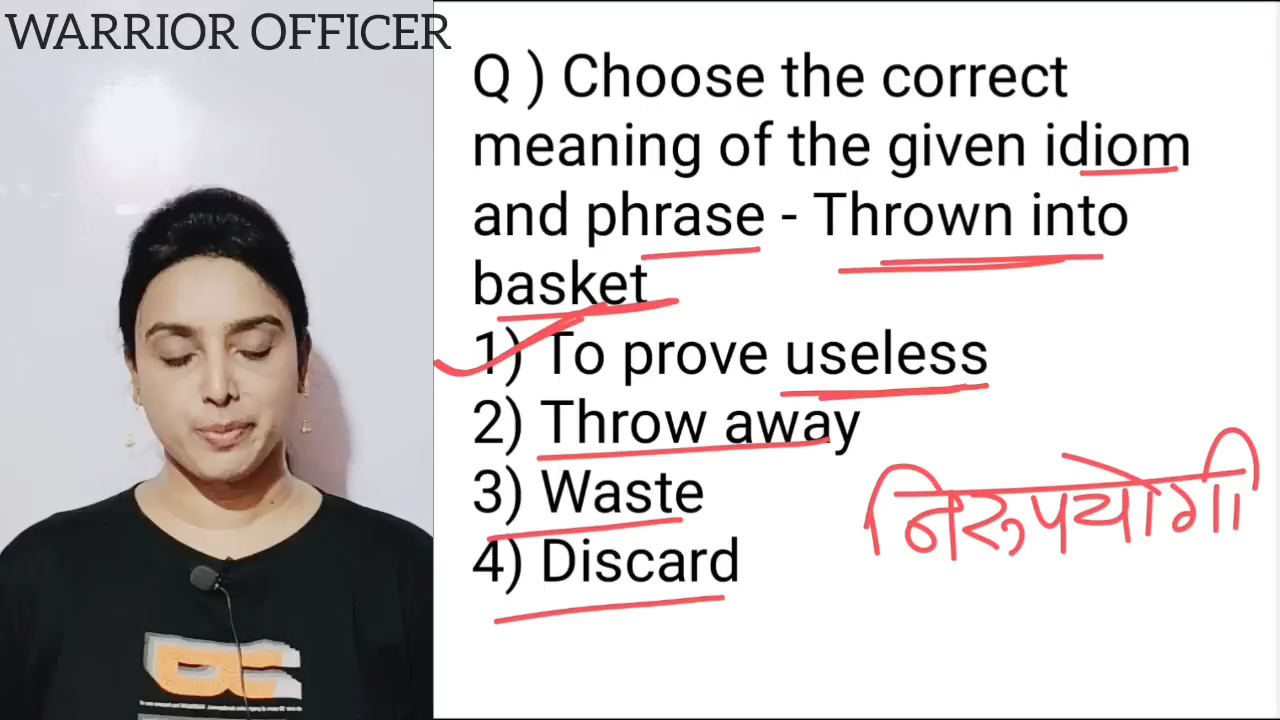 WARRIOR OFFICER
Q ) Choose the correct
meaning of the given idiom
and phrase - Thrown into
basket
1) To prove useless
2) Throw away
3) Waste
4) Discard
निरुपयोगी